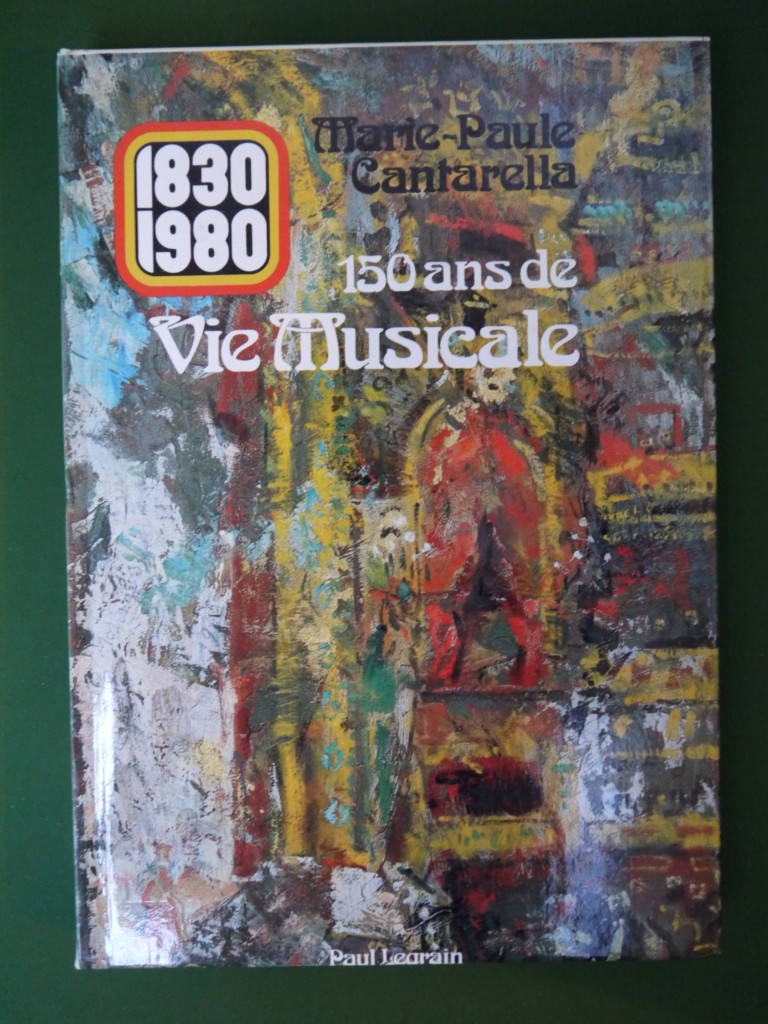 1830
1980
Marie-Paule
Cantarella
150 ans de
Vie Musicale
Paul Legrain